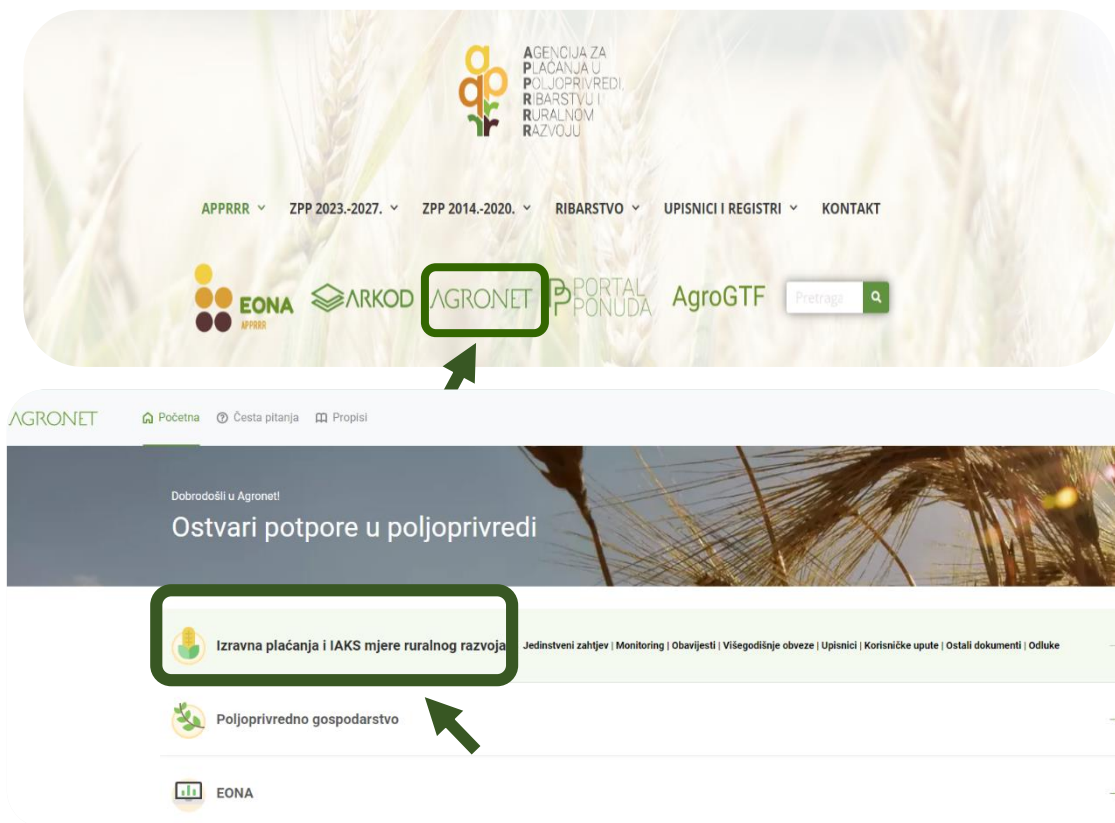 AGENCIJA ZA
PLAĆANJA U
POLJOPRIVREDI,
RIBARSTVU I
RURALNOM
RAZVOJU
APPRRR ZPP 2023.-2027. ZPP 2014.-2020. RIBARSTVO UPISNICI I REGISTRI KONTAKT
EONA
APPRRR
ARKOD
AGRONET
PORTAL
PONUDA
AgroGTF
Pretraga
AGRONET Početna Česta pitanja Propisi
Dobrodošli u Agronet!
Ostvari potpore u poljoprivredi
Izravna plaćanja i IAKS mjere ruralnog razvoja Jedinstveni zahtjev | Monitoring | Obavijesti | Višegodišnje obveze | Upisnici | Korisničke upute | Ostali dokumenti | Odluke
Poljoprivredno gospodarstvo
EONA